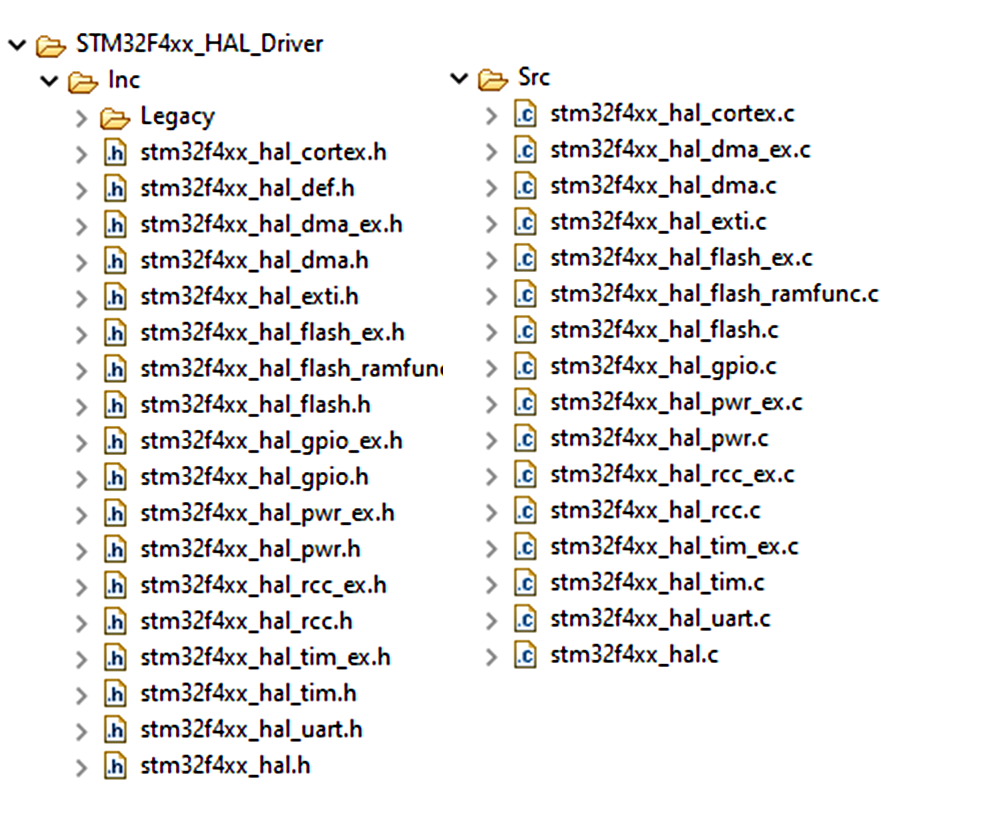 STM32F4xx_HAL_Driver
Inc
Legacy
.h stm32f4xx_hal_cortex.h
.h stm32f4xx_hal_def.h
.h stm32f4xx_hal_dma_ex.h
.h stm32f4xx_hal_dma.h
.h stm32f4xx_hal_exti.h
.h stm32f4xx_hal_flash_ex.h
.h stm32f4xx_hal_flash_ramfun
.h stm32f4xx_hal_flash.h
.h stm32f4xx_hal_gpio_ex.h
.h stm32f4xx_hal_gpio.h
.h stm32f4xx_hal_pwr_ex.h
.h stm32f4xx_hal_pwr.h
.h stm32f4xx_hal_rcc_ex.h
.h stm32f4xx_hal_rcc.h
.h stm32f4xx_hal_tim_ex.h
.h stm32f4xx_hal_tim.h
.h stm32f4xx_hal_uart.h
.h stm32f4xx_hal.h
Src
.c stm32f4xx_hal_cortex.c
.c stm32f4xx_hal_dma_ex.c
.c stm32f4xx_hal_dma.c
.c stm32f4xx_hal_exti.c
.c stm32f4xx_hal_flash_ex.c
.c stm32f4xx_hal_flash_ramfunc.c
.c stm32f4xx_hal_flash.c
.c stm32f4xx_hal_gpio.c
.c stm32f4xx_hal_pwr_ex.c
.c stm32f4xx_hal_pwr.c
.c stm32f4xx_hal_rcc_ex.c
.c stm32f4xx_hal_rcc.c
.c stm32f4xx_hal_tim_ex.c
.c stm32f4xx_hal_tim.c
.c stm32f4xx_hal_uart.c
.c stm32f4xx_hal.c